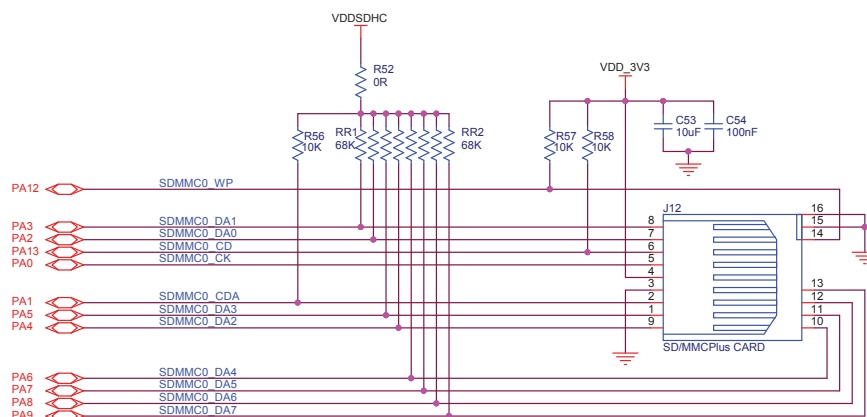 VDDSDHC
R52
0R
VDD_3V3
R56
10K
RR1
68K
RR2
68K
R57
10K
R58
10K
C53
10uF
C54
100nF
PA12 SDMMC0_WP
J12
PA3 SDMMC0_DA1 8
PA2 SDMMC0_DA0 7
PA13 SDMMC0_CD 6
PA0 SDMMC0_CK 5
4
3
PA1 SDMMC0_CDA 2
PA5 SDMMC0_DA3 1
PA4 SDMMC0_DA2 9
16
15
14
13
12
11
10
SD/MMCPlus CARD
PA6 SDMMC0_DA4
PA7 SDMMC0_DA5
PA8 SDMMC0_DA6
PA9 SDMMC0_DA7